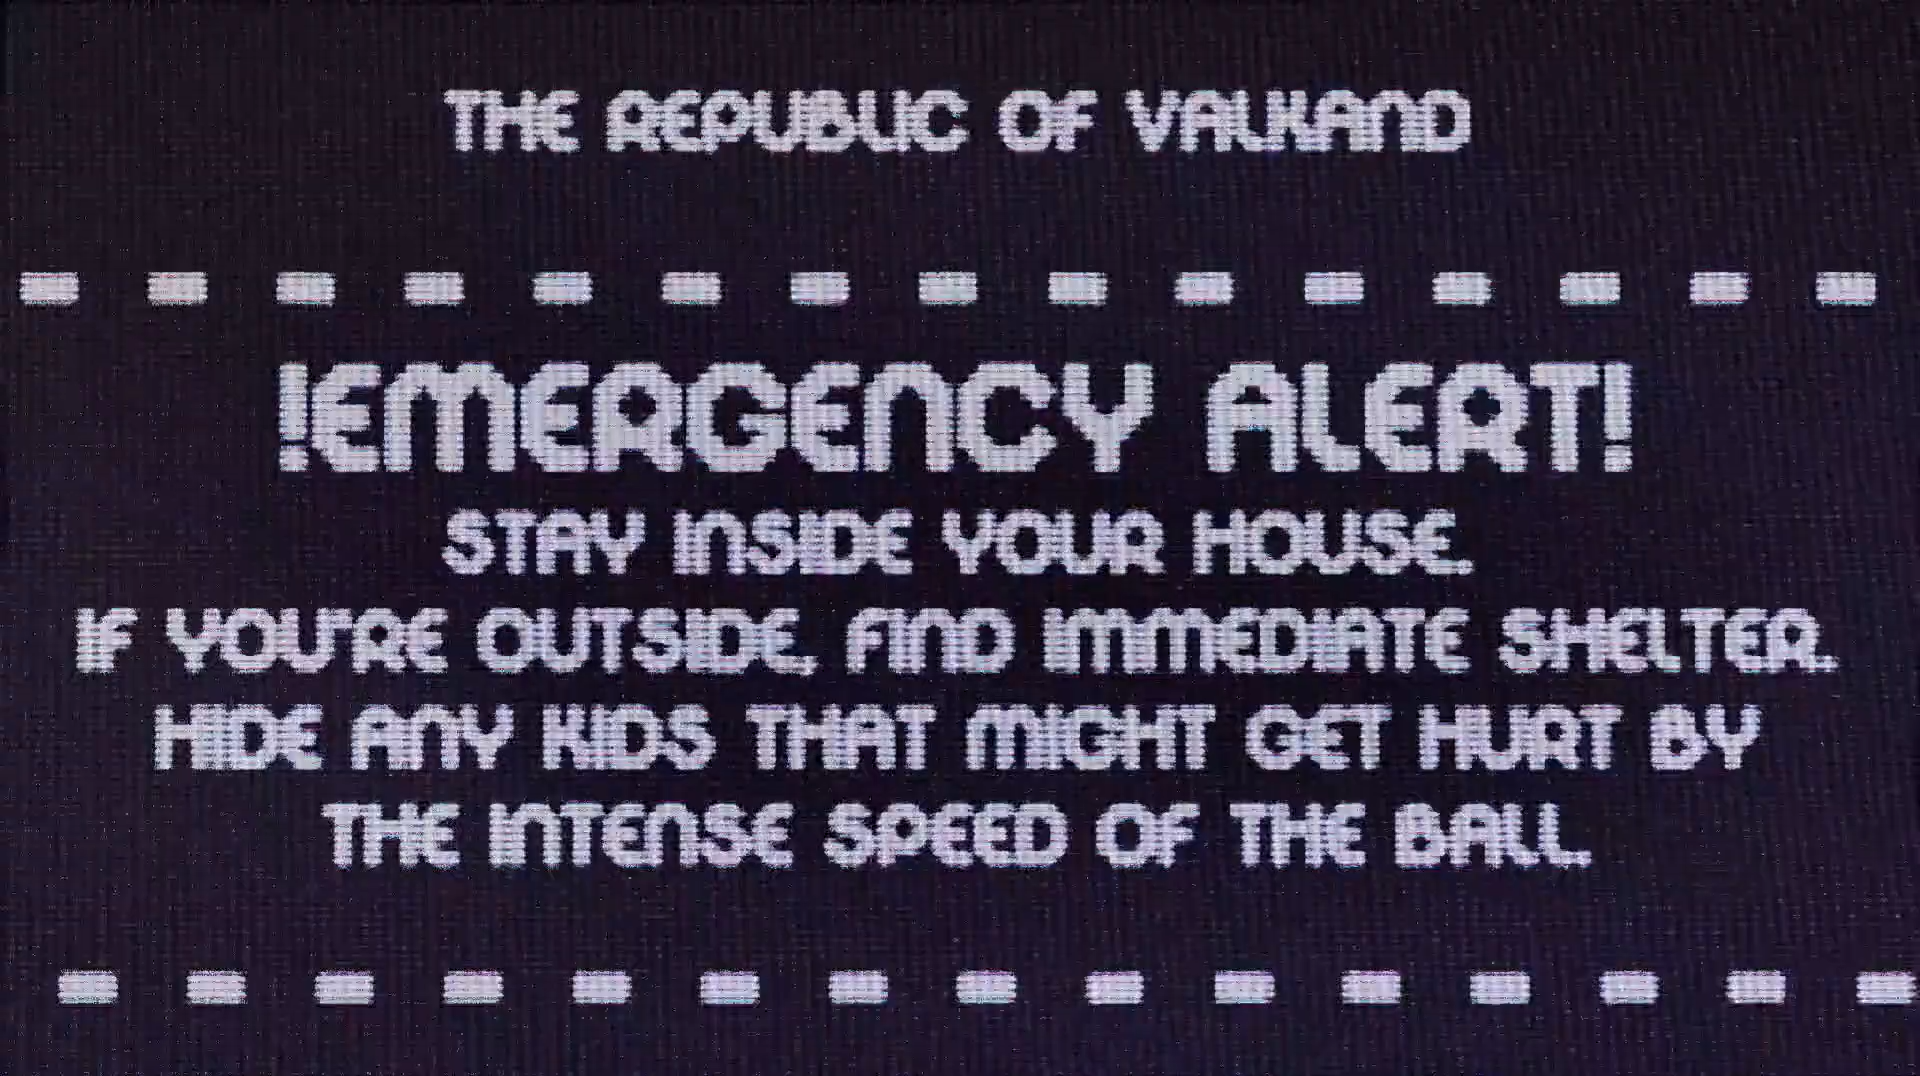 THE REPUBLIC OF VALKAND
!EMERGENCY ALERT!
STAY INSIDE YOUR HOUSE.
IF YOU'RE OUTSIDE, FIND IMMEDIATE SHELTER.
HIDE ANY KIDS THAT MIGHT GET HURT BY
THE INTENSE SPEED OF THE BALL.